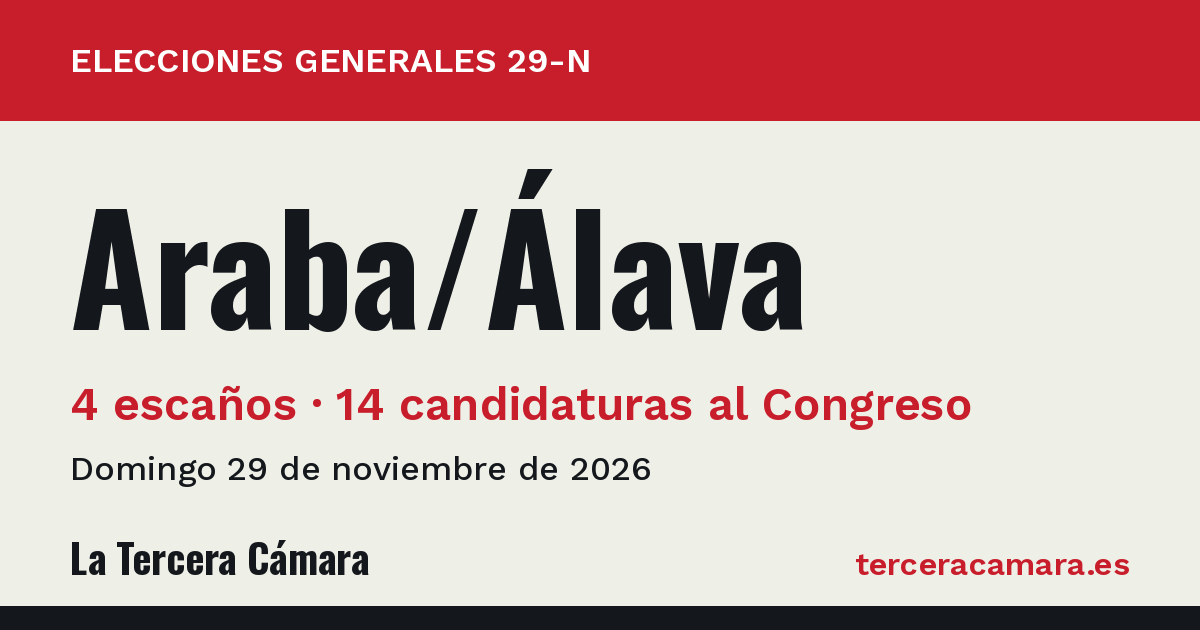 ELECCIONES GENERALES 29-N
Araba/Álava
4 escaños · 14 candidaturas al Congreso
Domingo 29 de noviembre de 2026
La Tercera Cámara
terceracamara.es